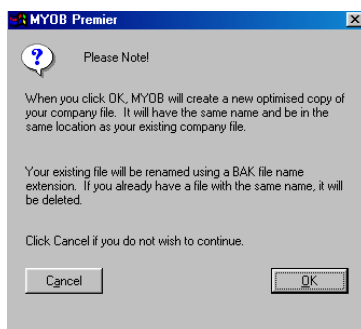 MYOB Premier
Please Note!
When you click OK, MYOB will create a new optimised copy of
your company file. It will have the same name and be in the
same location as your existing company file.
Your existing file will be renamed using a BAK file name
extension. If you already have a file with the same name, it will
be deleted.
Click Cancel if you do not wish to continue.
Cancel
OK